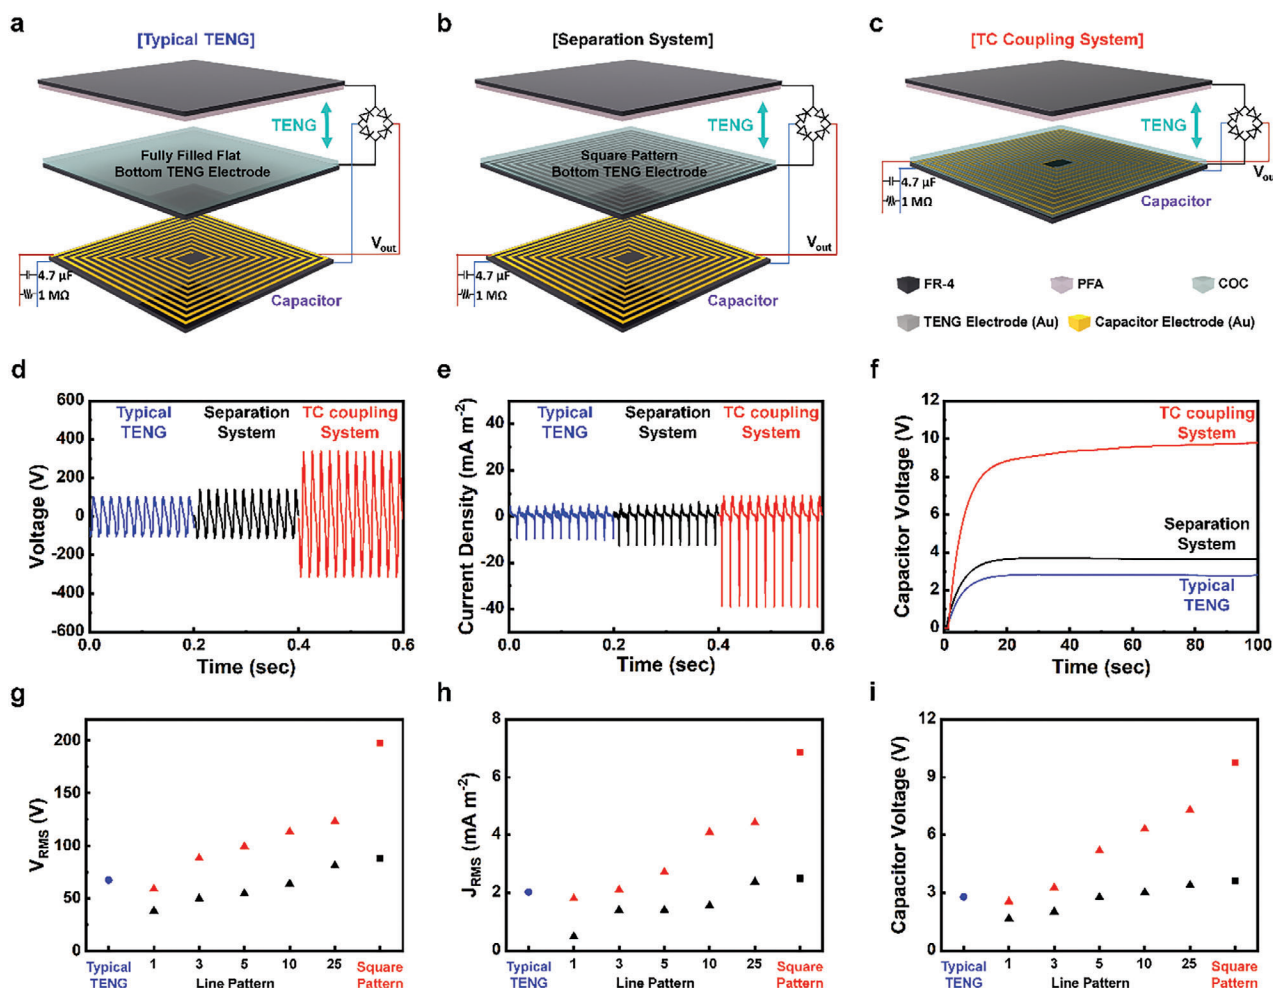 a
[Typical TENG]
TENG
Fully Filled Flat
Bottom TENG Electrode
V_out
4.7 µF
1 MΩ
Capacitor
b
[Separation System]
TENG
Square Pattern
Bottom TENG Electrode
V_out
4.7 µF
1 MΩ
Capacitor
c
[TC Coupling System]
TENG
4.7 µF
1 MΩ
V_ou
Capacitor
FR-4
PFA
COC
TENG Electrode (Au)
Capacitor Electrode (Au)
d
Voltage (V)
600
400
200
0
-200
-400
-600
Typical
TENG
Separation
System
TC coupling
System
0.0
0.2
0.4
0.6
Time (sec)
e
Current Density (mA m⁻²)
40
20
0
-20
-40
Typical
TENG
Separation
System
TC coupling
System
0.0
0.2
0.4
0.6
Time (sec)
f
Capacitor Voltage (V)
12
10
8
6
4
2
0
TC coupling
System
Separation
System
Typical
TENG
0
20
40
60
80
100
Time (sec)
g
V_RMS (V)
200
150
100
50
0
Typical
TENG
1
3
5
10
25
Line Pattern
Square
Pattern
h
J_RMS (mA m⁻²)
8
6
4
2
0
Typical
TENG
1
3
5
10
25
Line Pattern
Square
Pattern
i
Capacitor Voltage (V)
12
9
6
3
0
Typical
TENG
1
3
5
10
25
Line Pattern
Square
Pattern